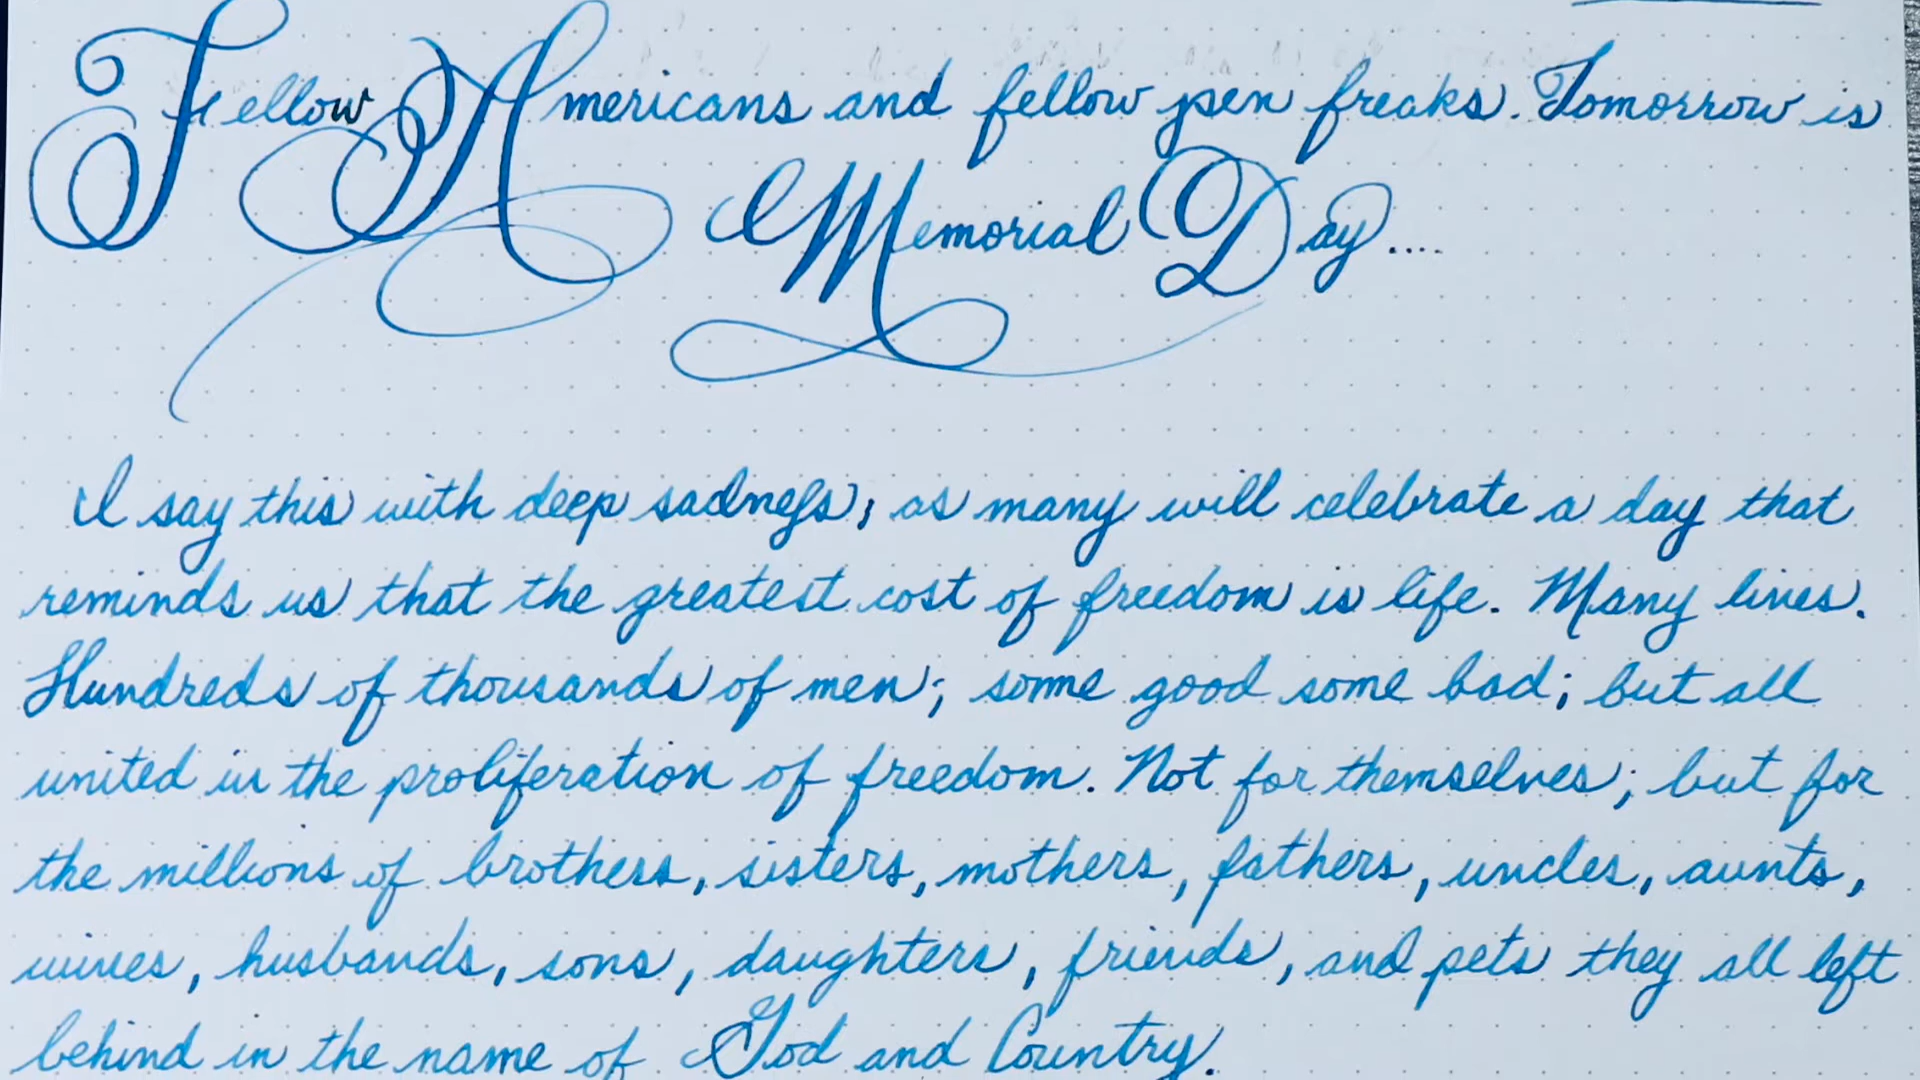 Fellow Americans and fellow pen freaks. Tomorrow is
Memorial Day....
I say this with deep sadness; as many will celebrate a day that
reminds us that the greatest cost of freedom is life. Many lives.
Hundreds of thousands of men; some good some bad; but all
united in the proliferation of freedom. Not for themselves; but for
the millions of brothers, sisters, mothers, fathers, uncles, aunts,
wives, husbands, sons, daughters, friends, and pets they all left
behind in the name of God and Country.